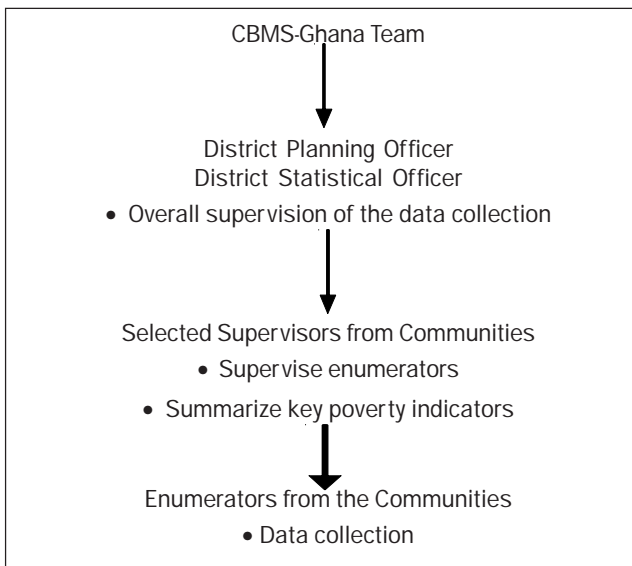 CBMS-Ghana Team
District Planning Officer
District Statistical Officer
• Overall supervision of the data collection
Selected Supervisors from Communities
• Supervise enumerators
• Summarize key poverty indicators
Enumerators from the Communities
• Data collection